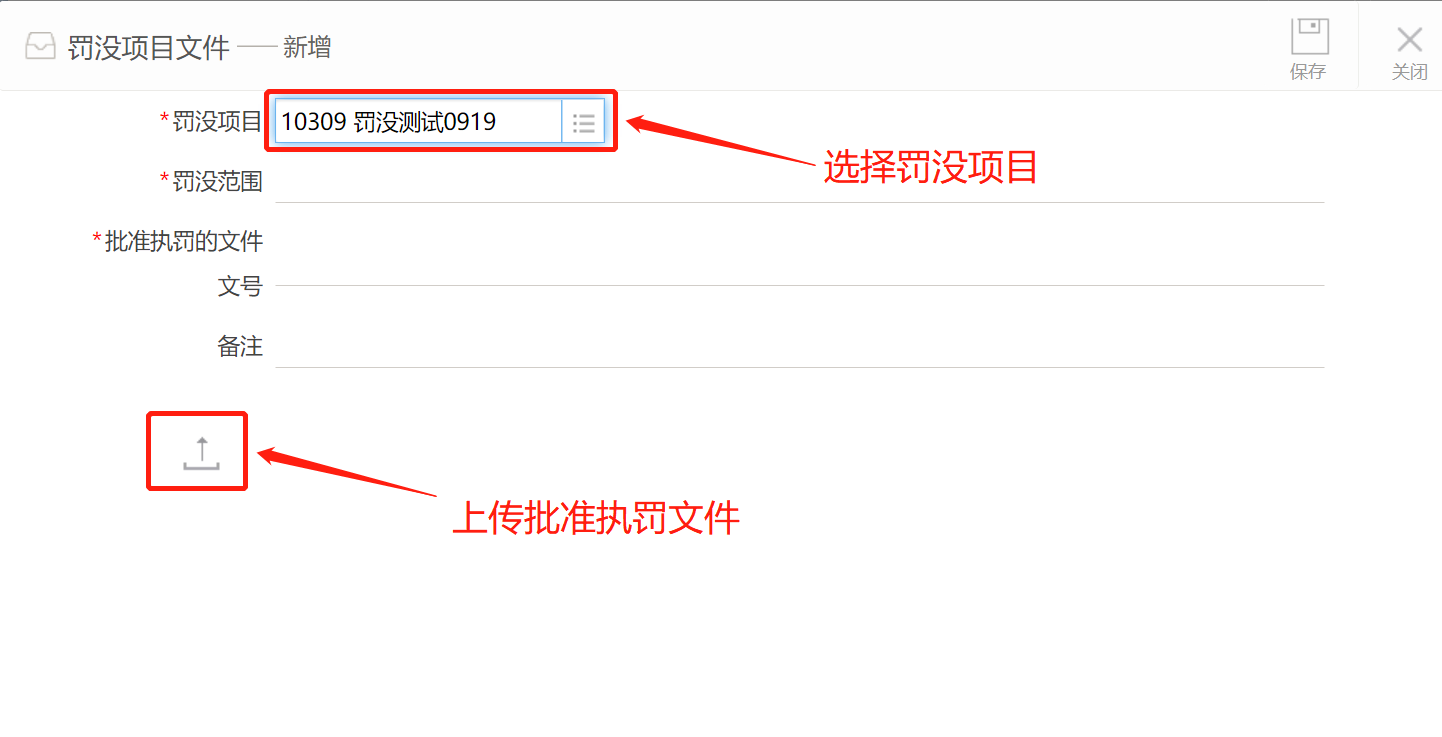 罚没项目文件 —— 新增
保存
关闭
*罚没项目 10309 罚没测试0919
选择罚没项目
*罚没范围
*批准执罚的文件
文号
备注
上传批准执罚文件